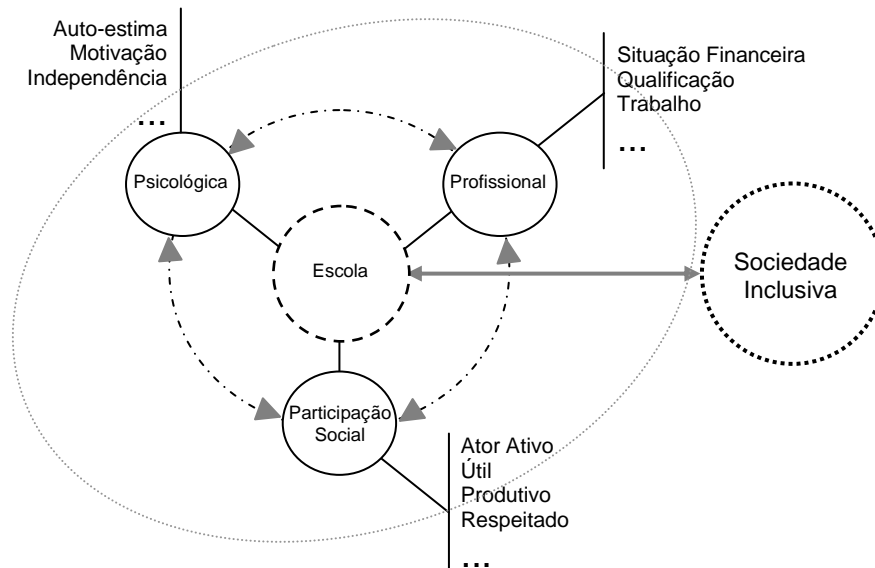 Auto-estima
Motivação
Independência
...
Situação Financeira
Qualificação
Trabalho
...
Psicológica
Profissional
Escola
Sociedade
Inclusiva
Participação
Social
Ator Ativo
Útil
Produtivo
Respeitado
...